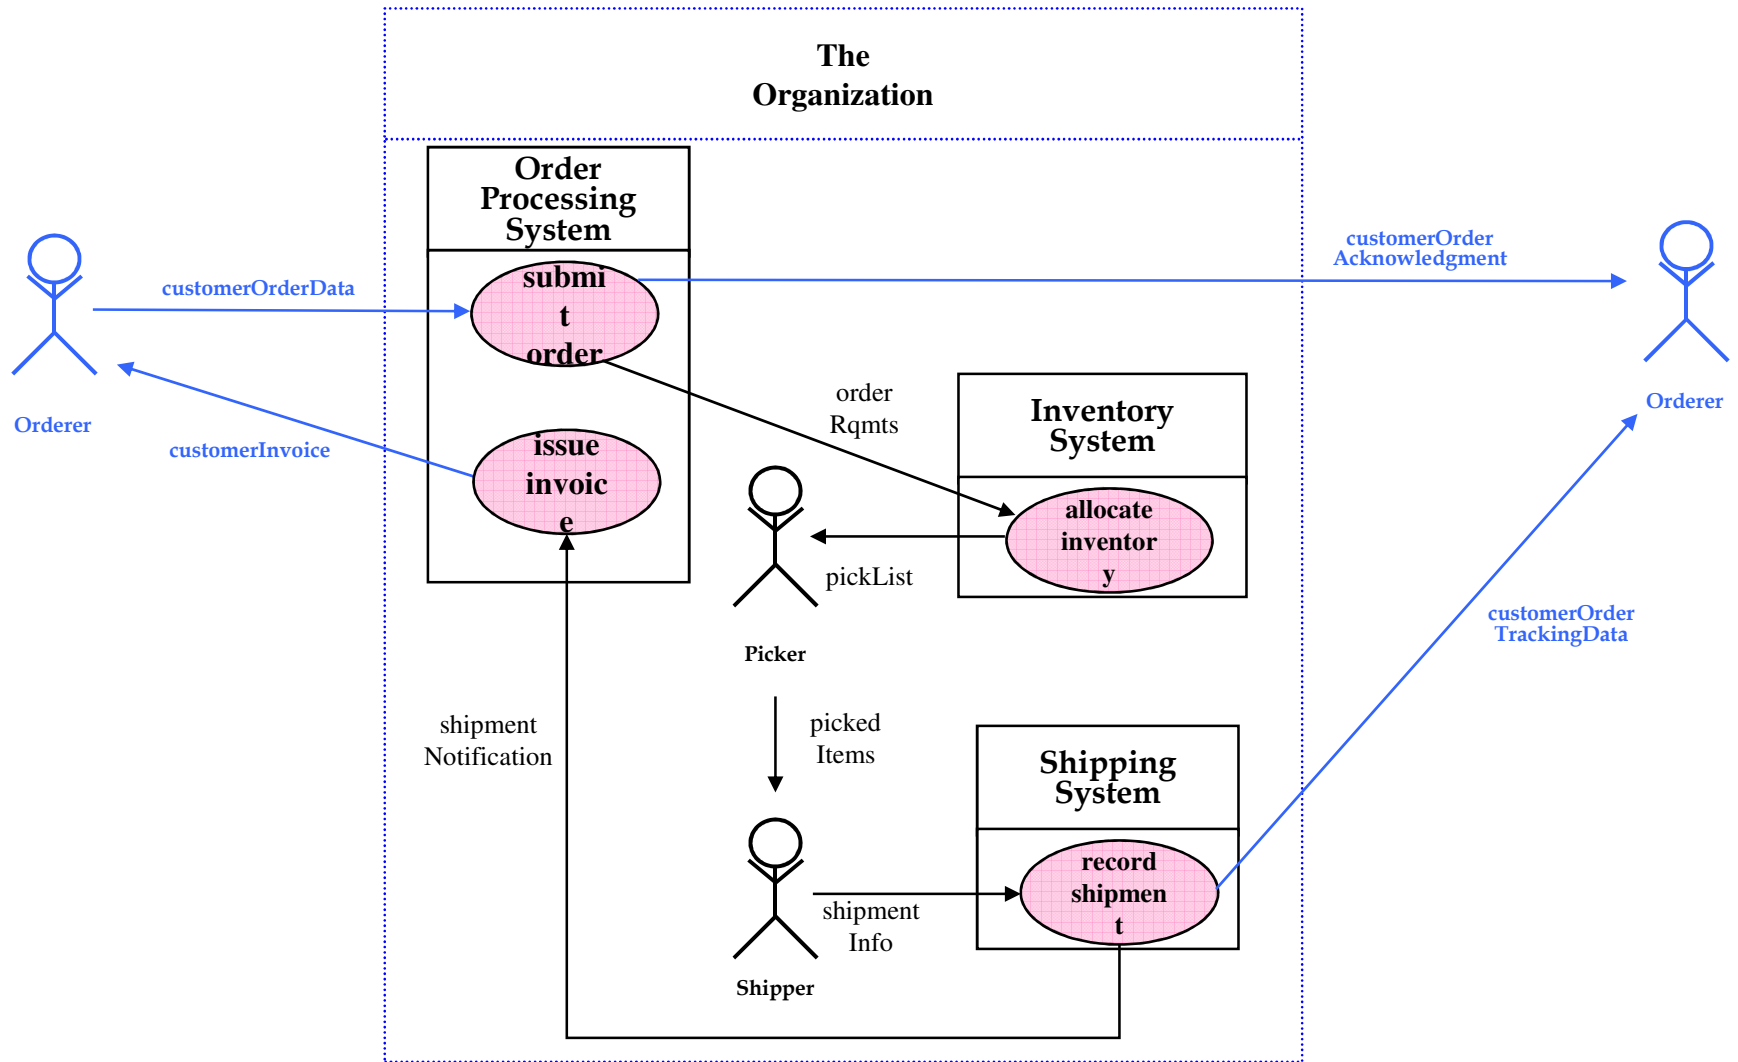 The
Organization
Order
Processing
System
customerOrder
Acknowledgment
customerOrderData
submi
t
order
Orderer
customerInvoice
issue
invoic
e
order
Rqmts
Inventory
System
Orderer
allocate
inventor
y
pickList
Picker
customerOrder
TrackingData
shipment
Notification
picked
Items
Shipping
System
record
shipmen
t
shipment
Info
Shipper